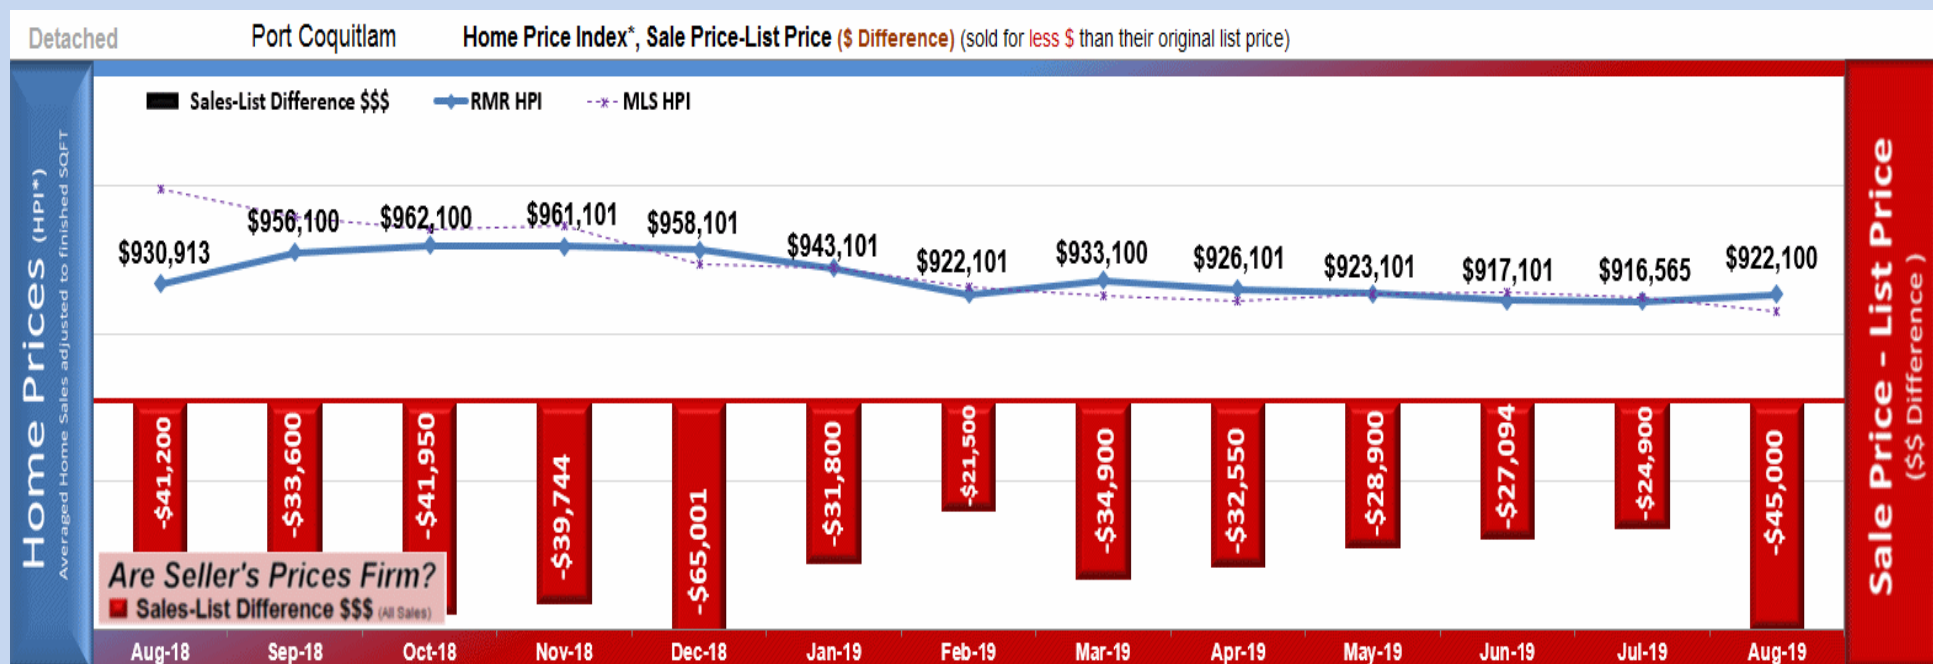 Detached
Port Coquitlam
Home Price Index*, Sale Price-List Price ($ Difference) (sold for less $ than their original list price)
Home Prices (HPI*)
Averaged Home Sales adjusted to finished SQFT
Sales-List Difference $$$
RMR HPI
MLS HPI
$930,913
$956,100
$962,100
$961,101
$958,101
$943,101
$922,101
$933,100
$926,101
$923,101
$917,101
$916,565
$922,100
-$41,200
-$33,600
-$41,950
-$39,744
-$65,001
-$31,800
-$21,500
-$34,900
-$32,550
-$28,900
-$27,094
-$24,900
-$45,000
Are Seller's Prices Firm?
Sales-List Difference $$$ (All Sales)
Aug-18
Sep-18
Oct-18
Nov-18
Dec-18
Jan-19
Feb-19
Mar-19
Apr-19
May-19
Jun-19
Jul-19
Aug-19
Sale Price - List Price
($$ Difference )